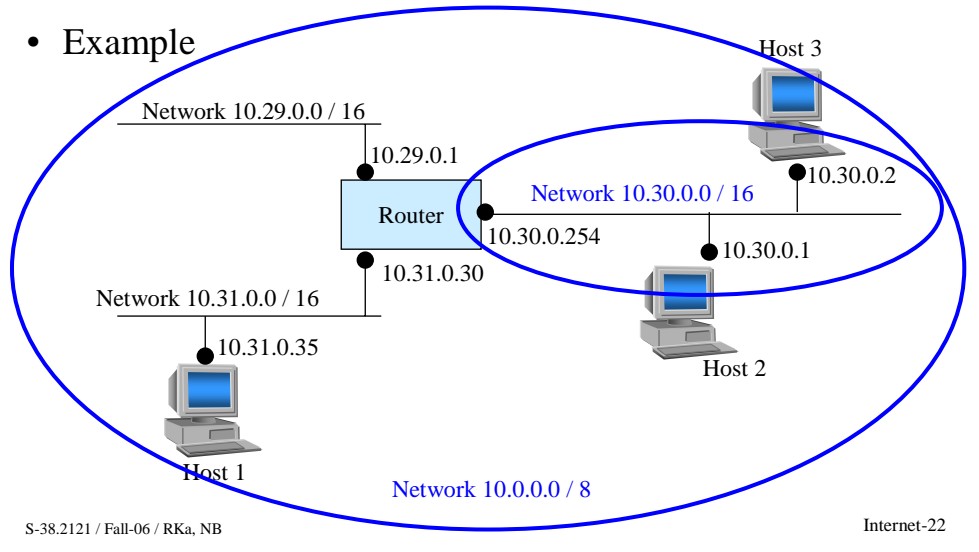 • Example
Host 3
Network 10.29.0.0 / 16
10.29.0.1
10.30.0.2
Network 10.30.0.0 / 16
Router
10.30.0.254
10.30.0.1
10.31.0.30
Network 10.31.0.0 / 16
10.31.0.35
Host 2
Host 1
Network 10.0.0.0 / 8
S-38.2121 / Fall-06 / RKa, NB
Internet-22